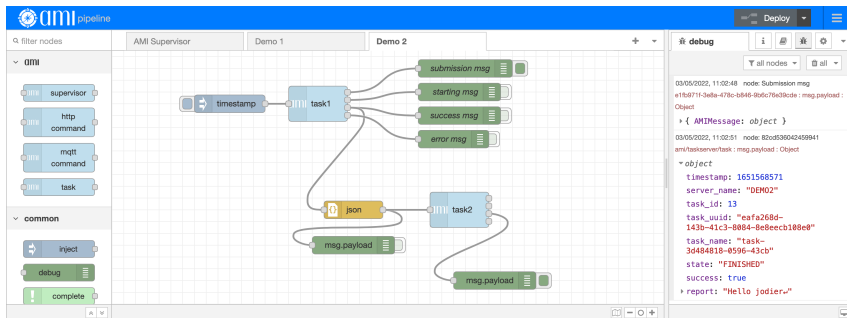 ami pipeline
Deploy
filter nodes
AMI Supervisor
Demo 1
Demo 2
debug
i
all nodes
all
ami
supervisor
http
command
mqtt
command
task
common
inject
debug
complete
timestamp
task1
submission msg
starting msg
success msg
error msg
json
task2
msg.payload
msg.payload
03/05/2022, 11:02:48 node: Submission msg
e1fb971f-3e8a-478c-b846-9b6c76e39cde : msg.payload :
Object
{ AMIMessage: object }
03/05/2022, 11:02:51 node: 82cd536042459941
ami/taskserver/task : msg.payload : Object
object
timestamp: 1651568571
server_name: "DEMO2"
task_id: 13
task_uuid: "eafa268d-
143b-41c3-8084-8e8eecb108e0"
task_name: "task-
3d484818-0596-43cb"
state: "FINISHED"
success: true
report: "Hello jodier↵"